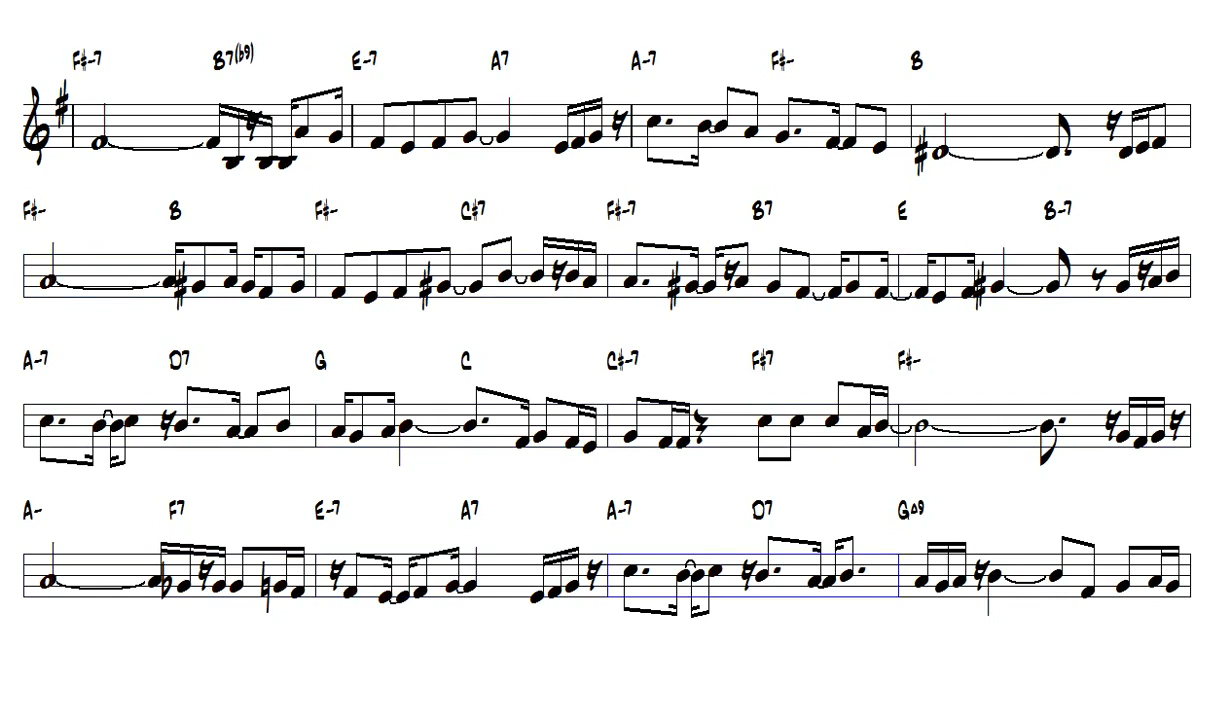 F#-7 B7(b9) E-7 A7 A-7 F#- B
F#- B F#- C#7 F#-7 B7 E B-7
A-7 D7 G C C#-7 F#7 F#-
A- F7 E-7 A7 A-7 D7 G△9